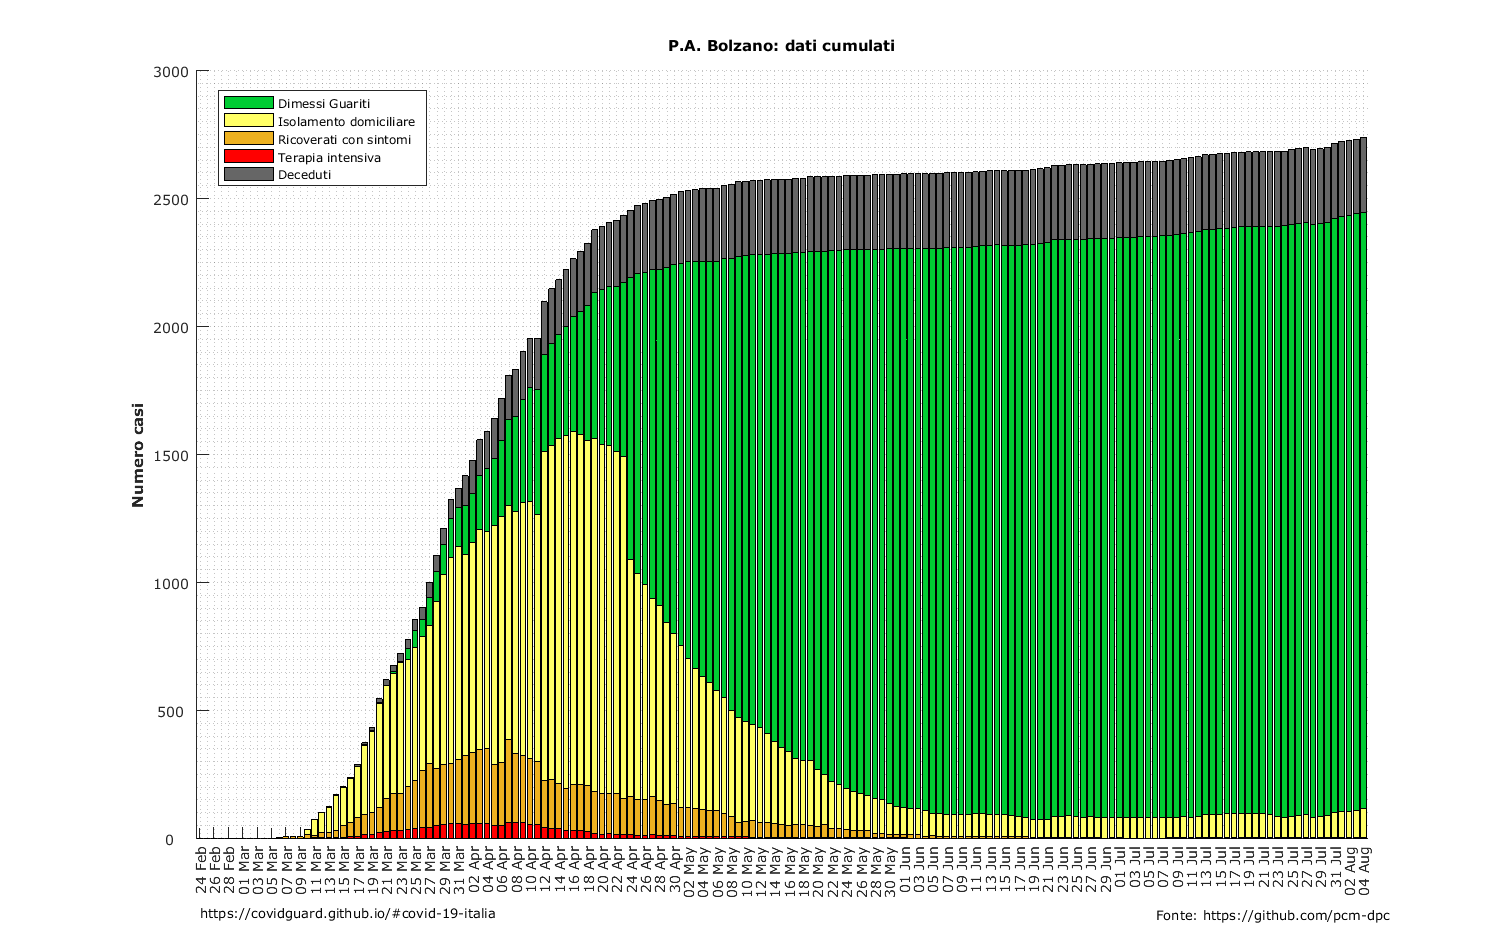 P.A. Bolzano: dati cumulati
3000
2500
2000
1500
1000
500
0
Numero casi
Dimessi Guariti
Isolamento domiciliare
Ricoverati con sintomi
Terapia intensiva
Deceduti
24 Feb
26 Feb
28 Feb
01 Mar
03 Mar
05 Mar
07 Mar
09 Mar
11 Mar
13 Mar
15 Mar
17 Mar
19 Mar
21 Mar
23 Mar
25 Mar
27 Mar
29 Mar
31 Mar
02 Apr
04 Apr
06 Apr
08 Apr
10 Apr
12 Apr
14 Apr
16 Apr
18 Apr
20 Apr
22 Apr
24 Apr
26 Apr
28 Apr
30 Apr
02 May
04 May
06 May
08 May
10 May
12 May
14 May
16 May
18 May
20 May
22 May
24 May
26 May
28 May
30 May
01 Jun
03 Jun
05 Jun
07 Jun
09 Jun
11 Jun
13 Jun
15 Jun
17 Jun
19 Jun
21 Jun
23 Jun
25 Jun
27 Jun
29 Jun
01 Jul
03 Jul
05 Jul
07 Jul
09 Jul
11 Jul
13 Jul
15 Jul
17 Jul
19 Jul
21 Jul
23 Jul
25 Jul
27 Jul
29 Jul
31 Jul
02 Aug
04 Aug
https://covidguard.github.io/#covid-19-italia
Fonte: https://github.com/pcm-dpc